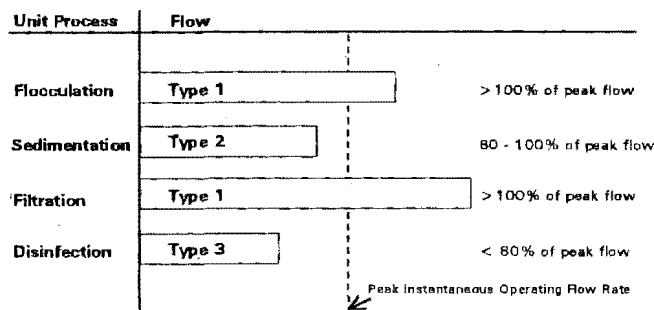 Unit Process Flow
Flocculation Type 1 >100% of peak flow
Sedimentation Type 2 80 - 100% of peak flow
Filtration Type 1 >100% of peak flow
Disinfection Type 3 < 80% of peak flow
Peak Instantaneous Operating Flow Rate